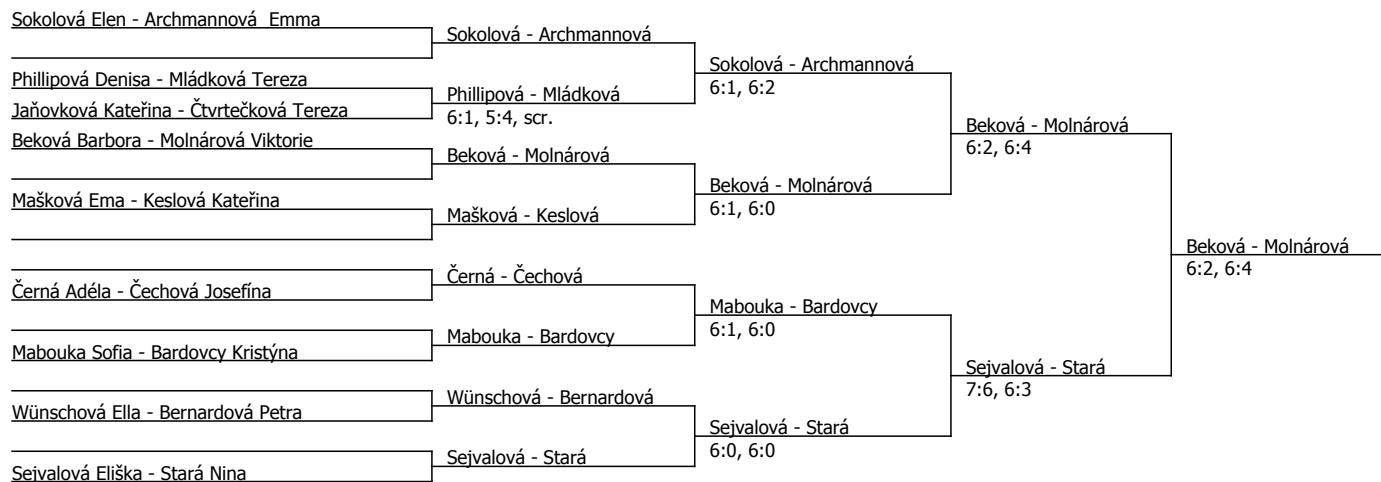 Sokolová Elen - Archmannová  Emma
Phillipová Denisa - Mládková Tereza
Jaňovková Kateřina - Čtvrtečková Tereza
Beková Barbora - Molnárová Viktorie
Mašková Ema - Keslová Kateřina
Černá Adéla - Čechová Josefína
Mabouka Sofia - Bardovcy Kristýna
Wünschová Ella - Bernardová Petra
Sejvalová Eliška - Stará Nina
Sokolová - Archmannová
Phillipová - Mládková
6:1, 5:4, scr.
Beková - Molnárová
Mašková - Keslová
Černá - Čechová
Mabouka - Bardovcy
Wünschová - Bernardová
Sejvalová - Stará
Sokolová - Archmannová
6:1, 6:2
Beková - Molnárová
6:1, 6:0
Mabouka - Bardovcy
6:1, 6:0
Sejvalová - Stará
6:0, 6:0
Beková - Molnárová
6:2, 6:4
Sejvalová - Stará
7:6, 6:3
Beková - Molnárová
6:2, 6:4